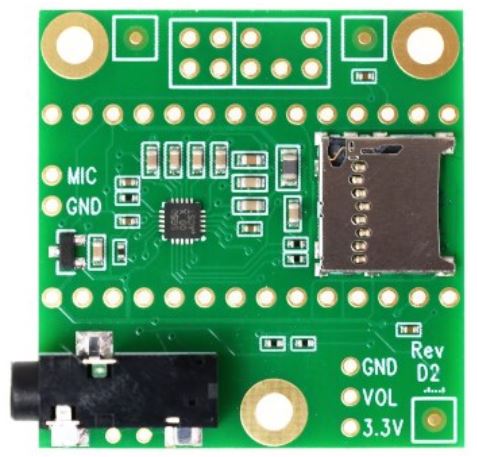 MIC
GND
GND
VOL
3.3V
Rev
D2